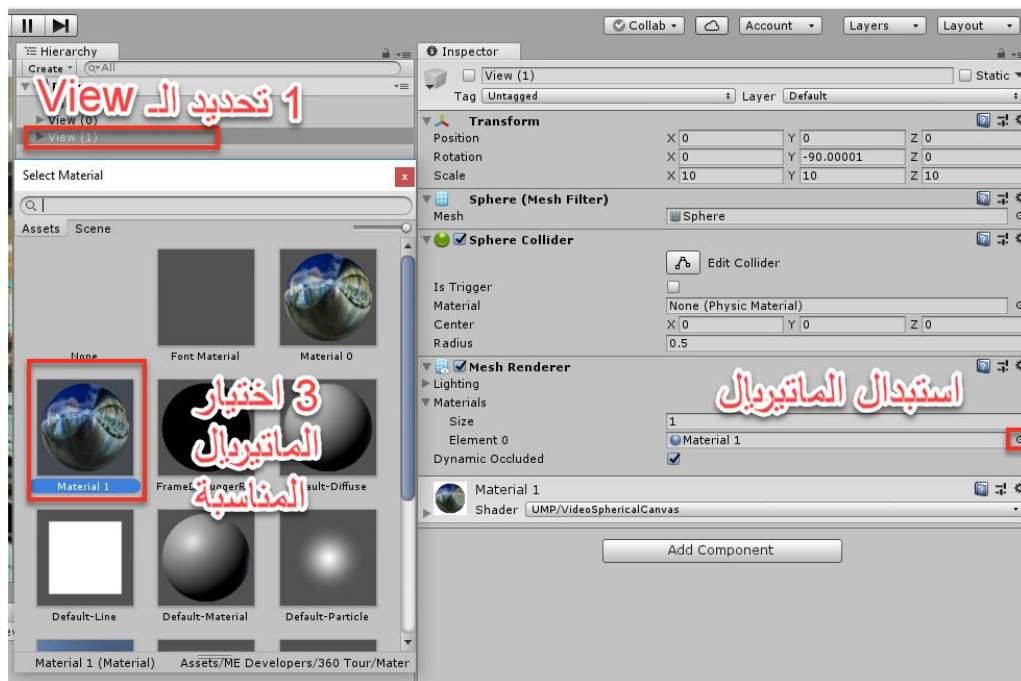 Collab
Account
Layers
Layout
Hierarchy
Create
All
1 تحديد الـ View
View (0)
View (1)
Select Material
Assets Scene
None Font Material Material 0
Material 1
3 اختيار
الماتيريال
المناسبة
Default-Line Default-Material Default-Particle
Material 1 (Material) Assets/ME Developers/360 Tour/Mater
Inspector
View (1) Static
Tag Untagged Layer Default
Transform
Position X 0 Y 0 Z 0
Rotation X 0 Y -90.00001 Z 0
Scale X 10 Y 10 Z 10
Sphere (Mesh Filter)
Mesh Sphere
Sphere Collider
Edit Collider
Is Trigger
Material None (Physic Material)
Center X 0 Y 0 Z 0
Radius 0.5
Mesh Renderer
Lighting
Materials
استبدال الماتيريال
Size 1
Element 0 Material 1
Dynamic Occluded
Material 1
Shader UMP/VideoSphericalCanvas
Add Component